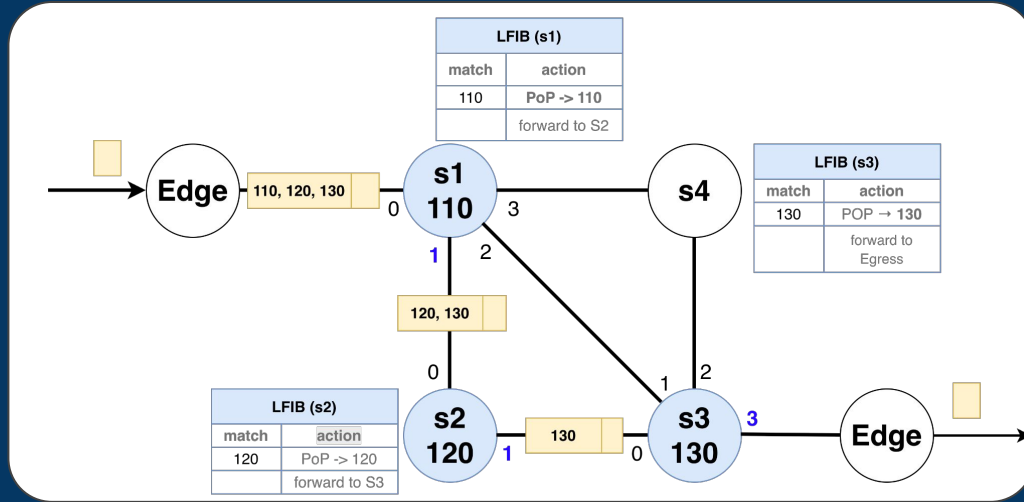 LFIB (s1)
match action
110 PoP -> 110
forward to S2
Edge
110, 120, 130
0
s1
110
3
s4
LFIB (s3)
match action
130 POP → 130
forward to
Egress
1
2
120, 130
0
1
2
LFIB (s2)
match action
120 PoP -> 120
forward to S3
s2
120
1
130
0
s3
130
3
Edge